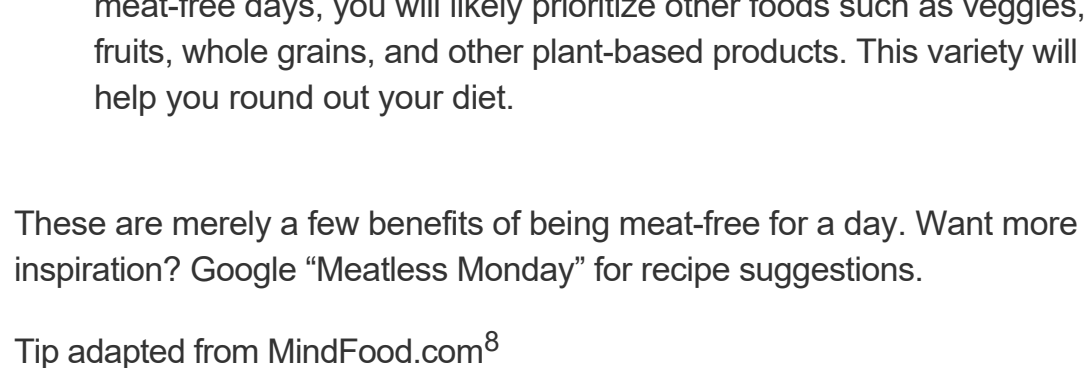 meat-free days, you will likely prioritize other foods such as veggies,
fruits, whole grains, and other plant-based products. This variety will
help you round out your diet.
These are merely a few benefits of being meat-free for a day. Want more
inspiration? Google “Meatless Monday” for recipe suggestions.
Tip adapted from MindFood.com8